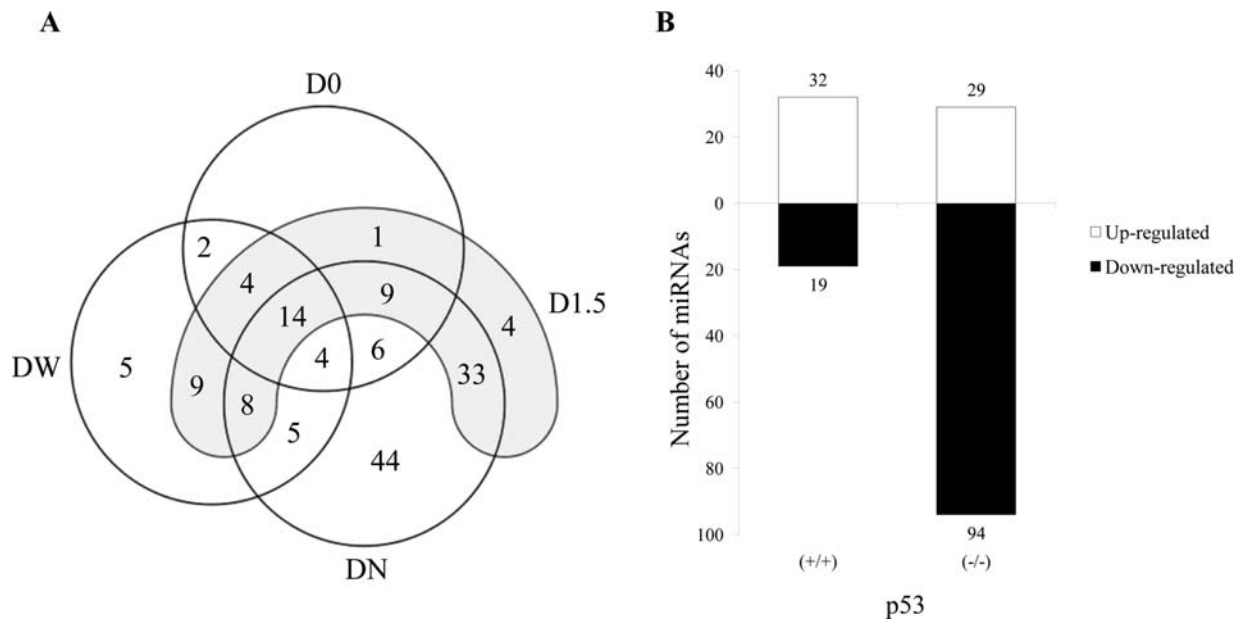 A
D0
2
1
4
9
D1.5
14
4
DW
5
4
6
9
33
8
5
44
DN
B
40
32
29
20
0
Number of miRNAs
Up-regulated
20
Down-regulated
19
40
60
80
100
94
(+/+)
(-/-)
p53